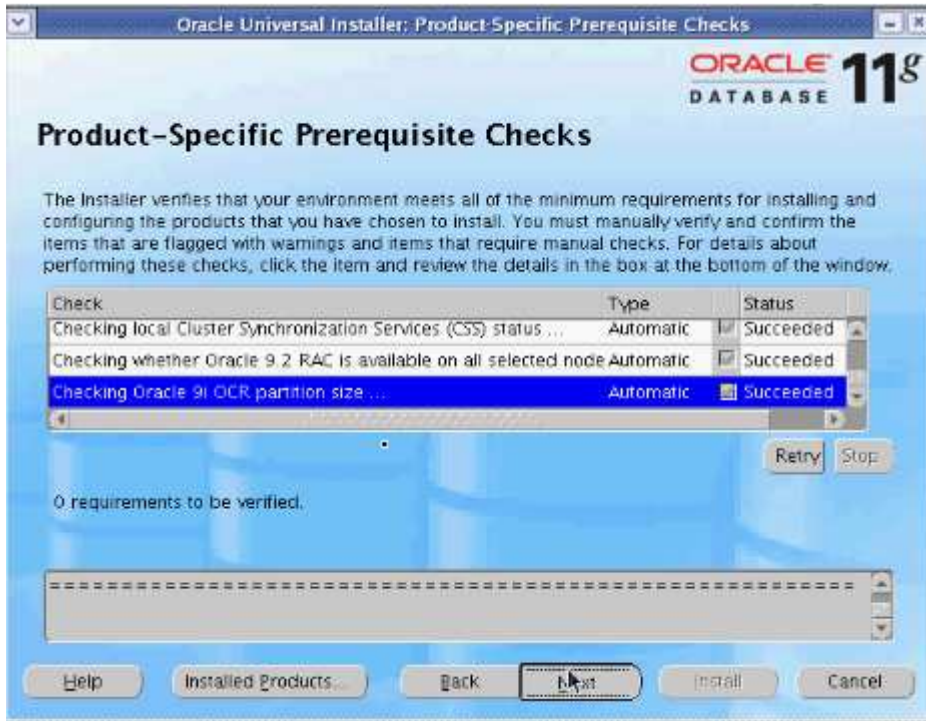 Oracle Universal Installer: Product-Specific Prerequisite Checks
ORACLE 11g
DATABASE
Product-Specific Prerequisite Checks
The Installer verifies that your environment meets all of the minimum requirements for installing and
configuring the products that you have chosen to install. You must manually verify and confirm the
items that are flagged with warnings and items that require manual checks. For details about
performing these checks, click the item and review the details in the box at the bottom of the window.
Check Type Status
Checking local Cluster Synchronization Services (CSS) status ... Automatic Succeeded
Checking whether Oracle 9.2 RAC is available on all selected node Automatic Succeeded
Checking Oracle 9i OCR partition size ... Automatic Succeeded
Retry Stop
0 requirements to be verified.
========================================================
Help Installed Products... Back Next Install Cancel